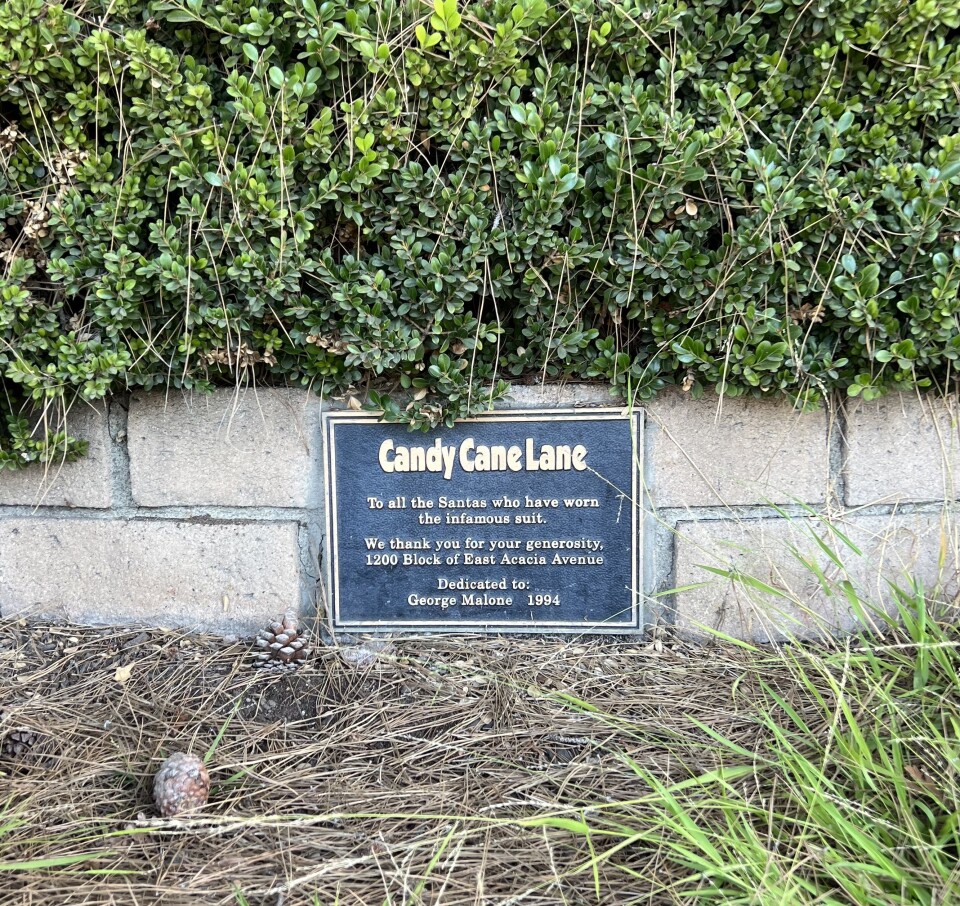 Candy Cane Lane
To all the Santas who have worn
the infamous suit.
We thank you for your generosity,
1200 Block of East Acacia Avenue
Dedicated to:
George Malone 1994